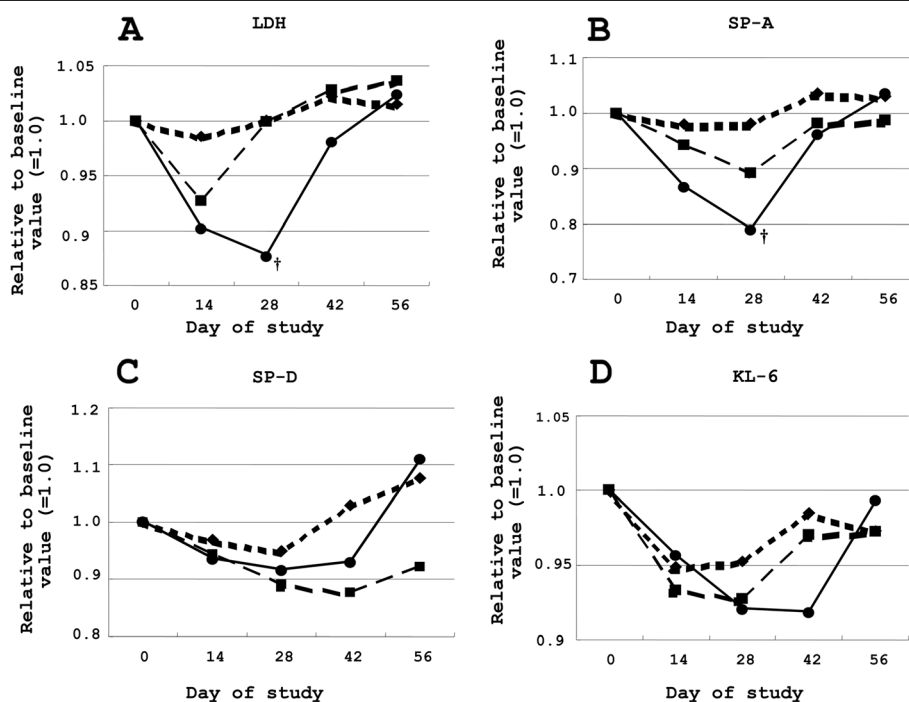 A
LDH
Relative to baseline
value (=1.0)
1.05
1.0
0.95
0.9
0.85
†
0 14 28 42 56
Day of study
B
SP-A
Relative to baseline
value (=1.0)
1.1
1.0
0.9
0.8
0.7
†
0 14 28 42 56
Day of study
C
SP-D
Relative to baseline
value (=1.0)
1.2
1.1
1.0
0.9
0.8
0 14 28 42 56
Day of study
D
KL-6
Relative to baseline
value (=1.0)
1.05
1.0
0.95
0.9
0 14 28 42 56
Day of study